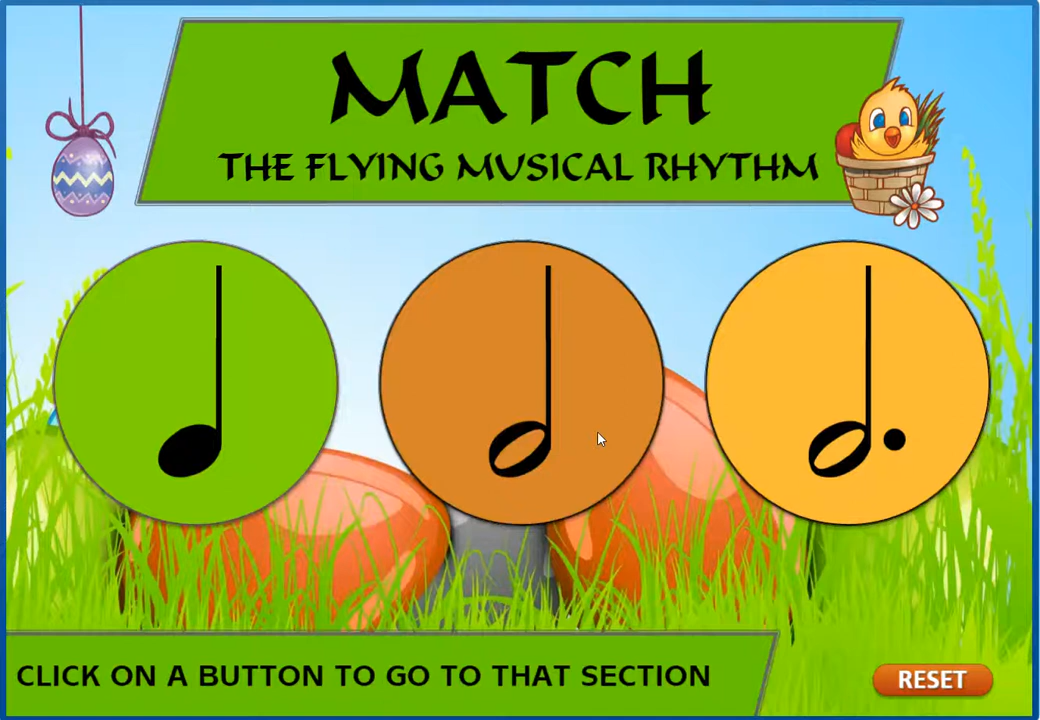 MATCH
THE FLYING MUSICAL RHYTHM
CLICK ON A BUTTON TO GO TO THAT SECTION
RESET